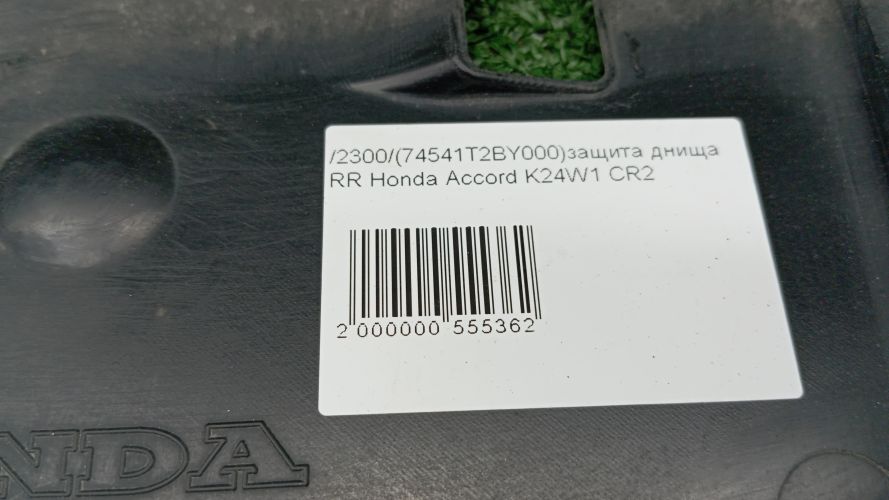 /2300/(74541T2BY000)защита днища
RR Honda Accord K24W1 CR2
2 000000 555362
NDA